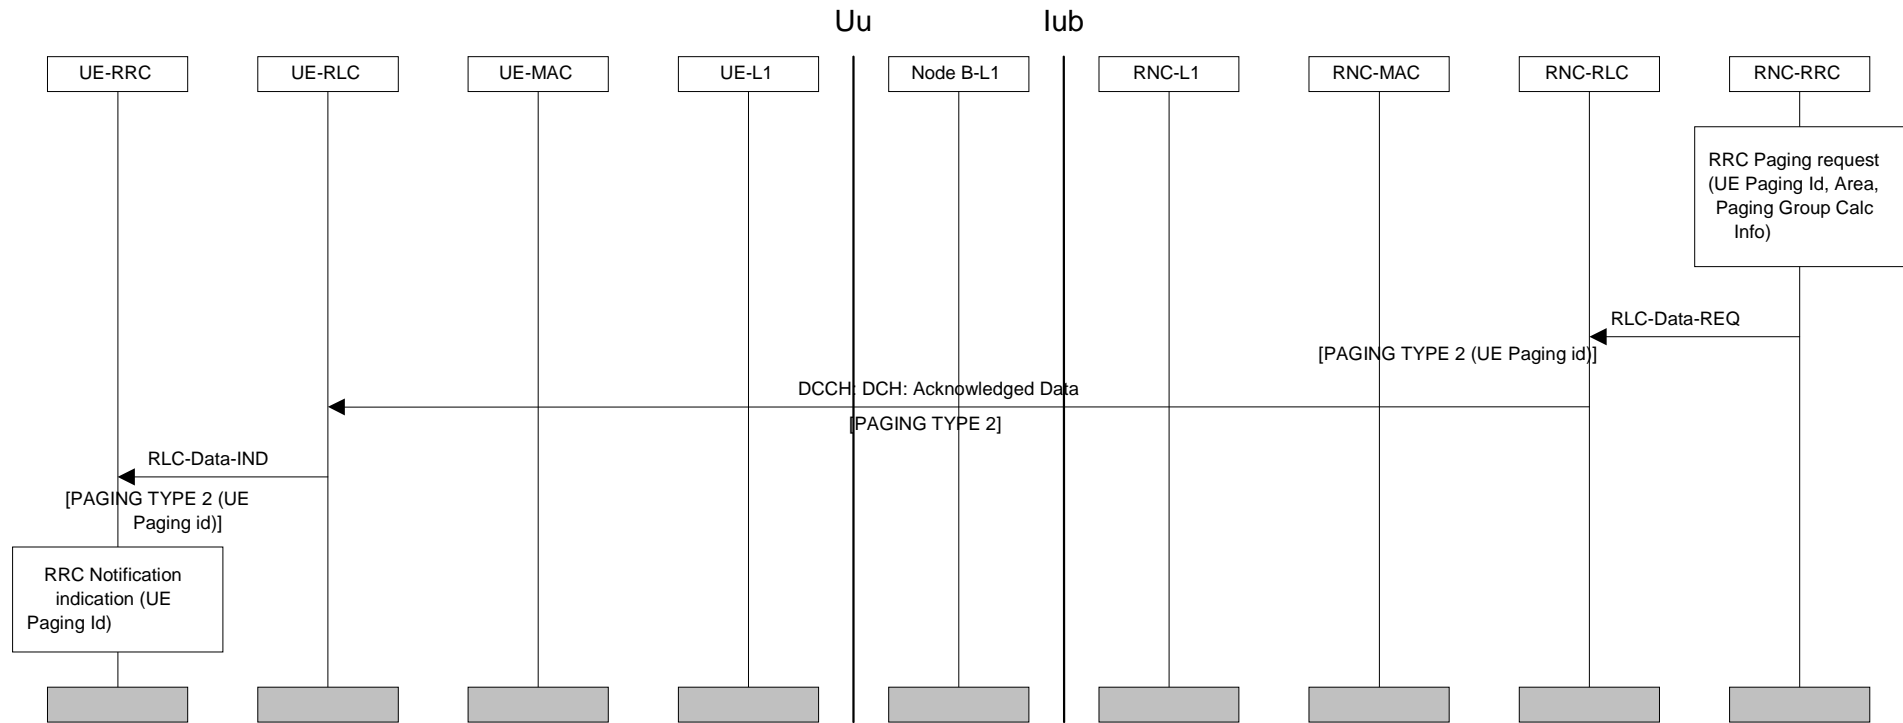 Uu
Iub
UE-RRC
UE-RLC
UE-MAC
UE-L1
Node B-L1
RNC-L1
RNC-MAC
RNC-RLC
RNC-RRC
RRC Paging request
(UE Paging Id, Area,
Paging Group Calc
Info)
RLC-Data-REQ
[PAGING TYPE 2 (UE Paging id)]
DCCH: DCH: Acknowledged Data
[PAGING TYPE 2]
RLC-Data-IND
[PAGING TYPE 2 (UE
Paging id)]
RRC Notification
indication (UE
Paging Id)